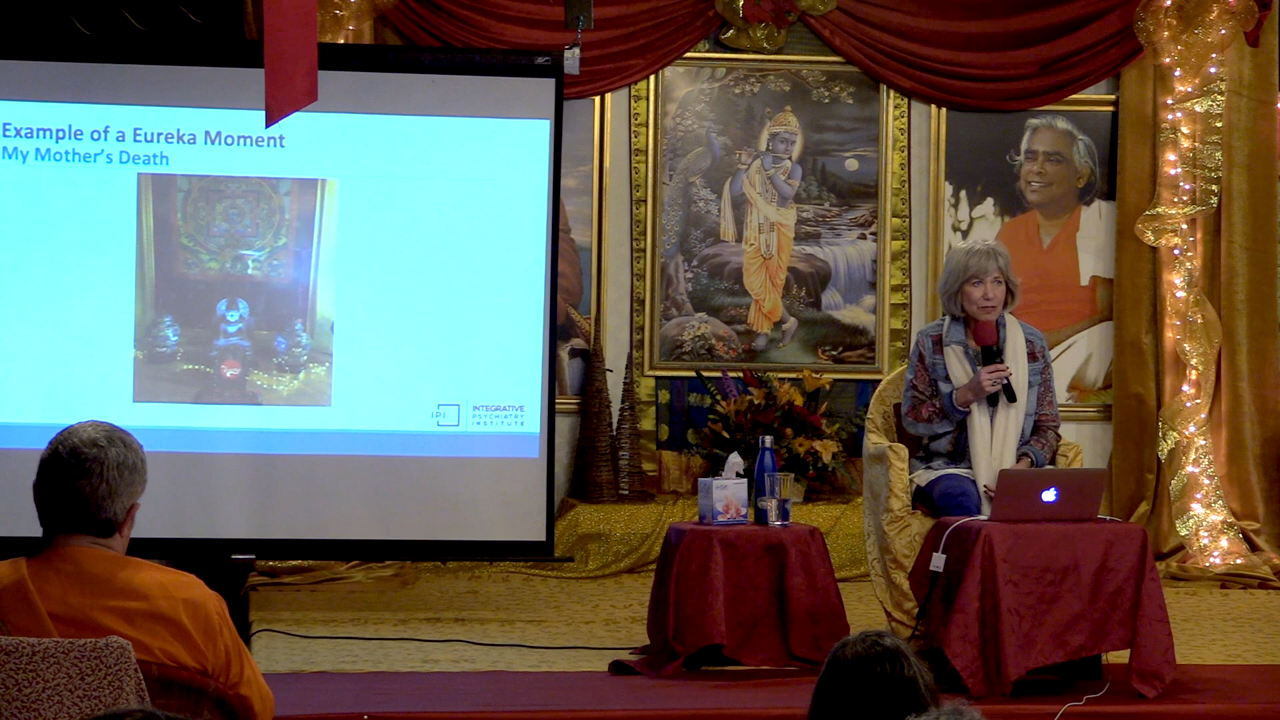 Example of a Eureka Moment
My Mother's Death
IPI
INTEGRATIVE
PSYCHIATRY
INSTITUTE